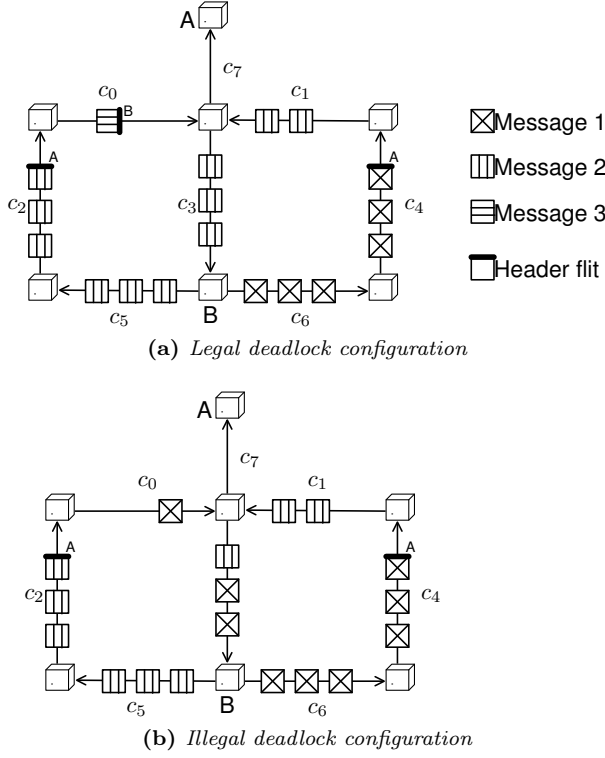 A
c7
c0
c1
B
Message 1
A
A
Message 2
c2
c3
c4
Message 3
Header flit
c5
B
c6
(a) Legal deadlock configuration
A
c7
c0
c1
A
A
c2
c4
c5
B
c6
(b) Illegal deadlock configuration